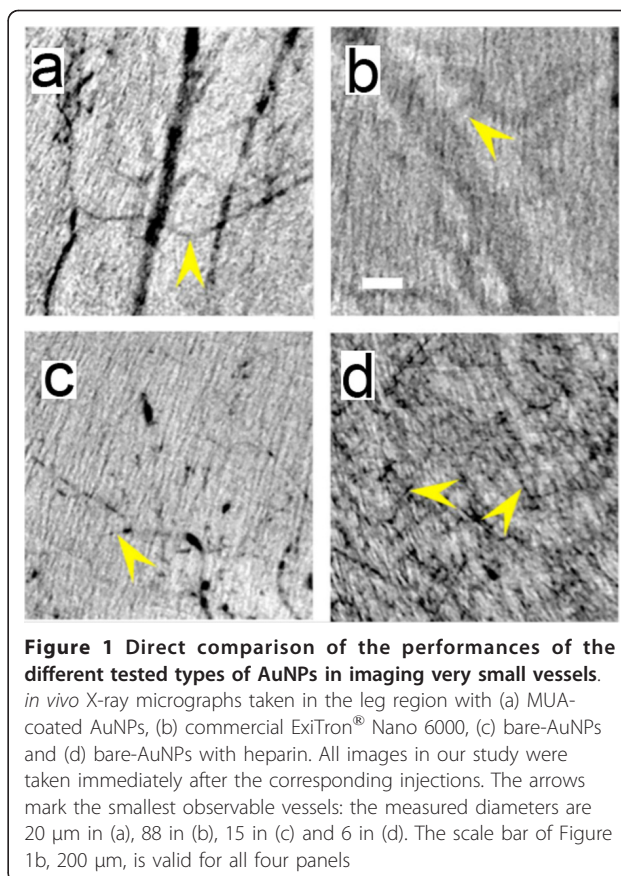 a
b
c
d
Figure 1 Direct comparison of the performances of the
different tested types of AuNPs in imaging very small vessels.
in vivo X-ray micrographs taken in the leg region with (a) MUA-
coated AuNPs, (b) commercial ExiTron® Nano 6000, (c) bare-AuNPs
and (d) bare-AuNPs with heparin. All images in our study were
taken immediately after the corresponding injections. The arrows
mark the smallest observable vessels: the measured diameters are
20 μm in (a), 88 in (b), 15 in (c) and 6 in (d). The scale bar of Figure
1b, 200 μm, is valid for all four panels